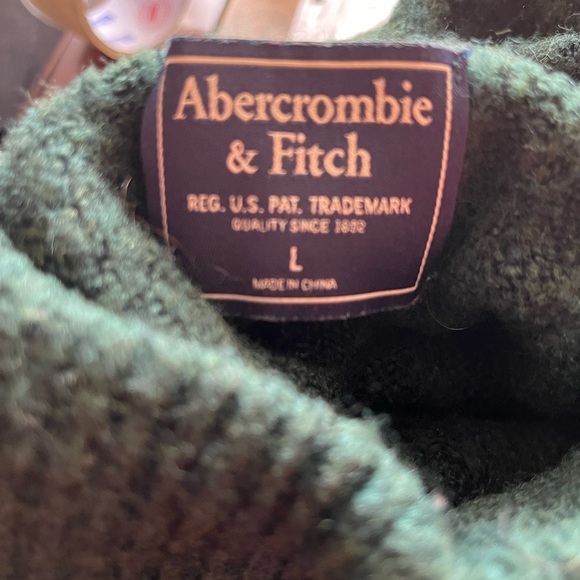 Abercrombie
& Fitch
REG. U.S. PAT. TRADEMARK
QUALITY SINCE 1892
L
MADE IN CHINA